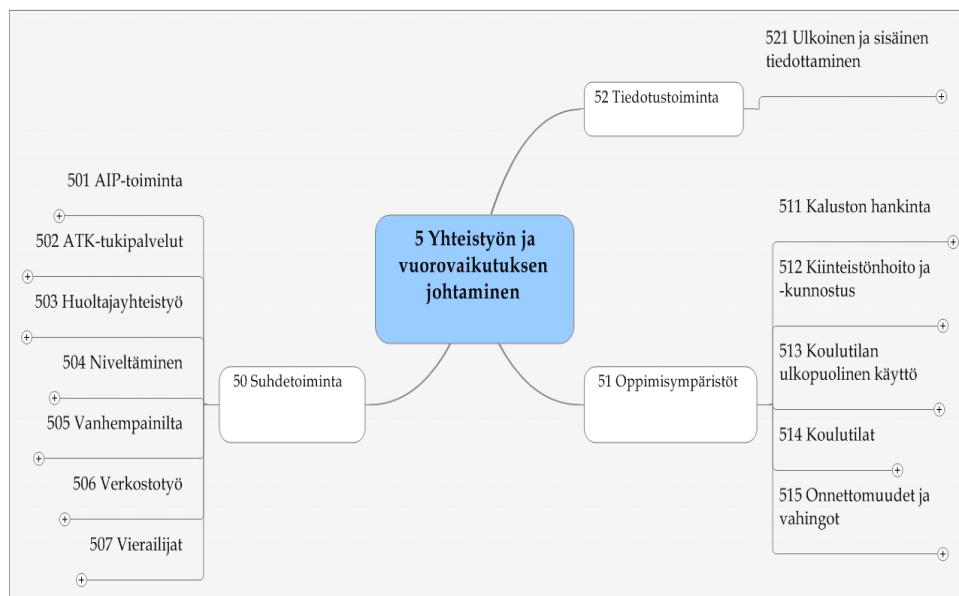 5 Yhteistyön ja
vuorovaikutuksen
johtaminen
50 Suhdetoiminta
501 AIP-toiminta
502 ATK-tukipalvelut
503 Huoltajayhteistyö
504 Niveltäminen
505 Vanhempainilta
506 Verkostotyö
507 Vierailijat
51 Oppimisympäristöt
511 Kaluston hankinta
512 Kiinteistönhoito ja
-kunnostus
513 Koulutilan
ulkopuolinen käyttö
514 Koulutilat
515 Onnettomuudet ja
vahingot
52 Tiedotustoiminta
521 Ulkoinen ja sisäinen
tiedottaminen